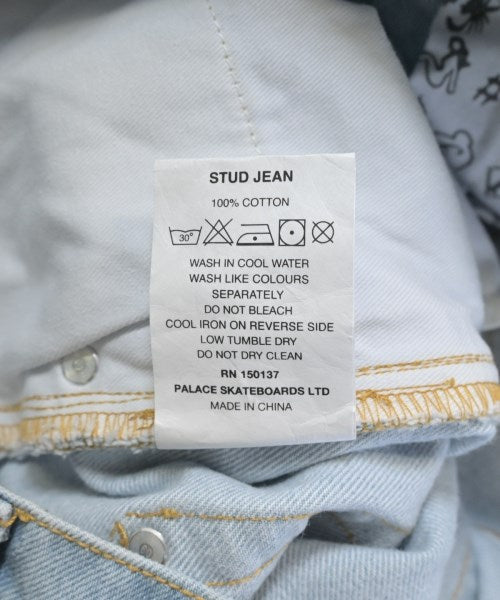 STUD JEAN
100% COTTON
30°
WASH IN COOL WATER
WASH LIKE COLOURS
SEPARATELY
DO NOT BLEACH
COOL IRON ON REVERSE SIDE
LOW TUMBLE DRY
DO NOT DRY CLEAN
RN 150137
PALACE SKATEBOARDS LTD
MADE IN CHINA